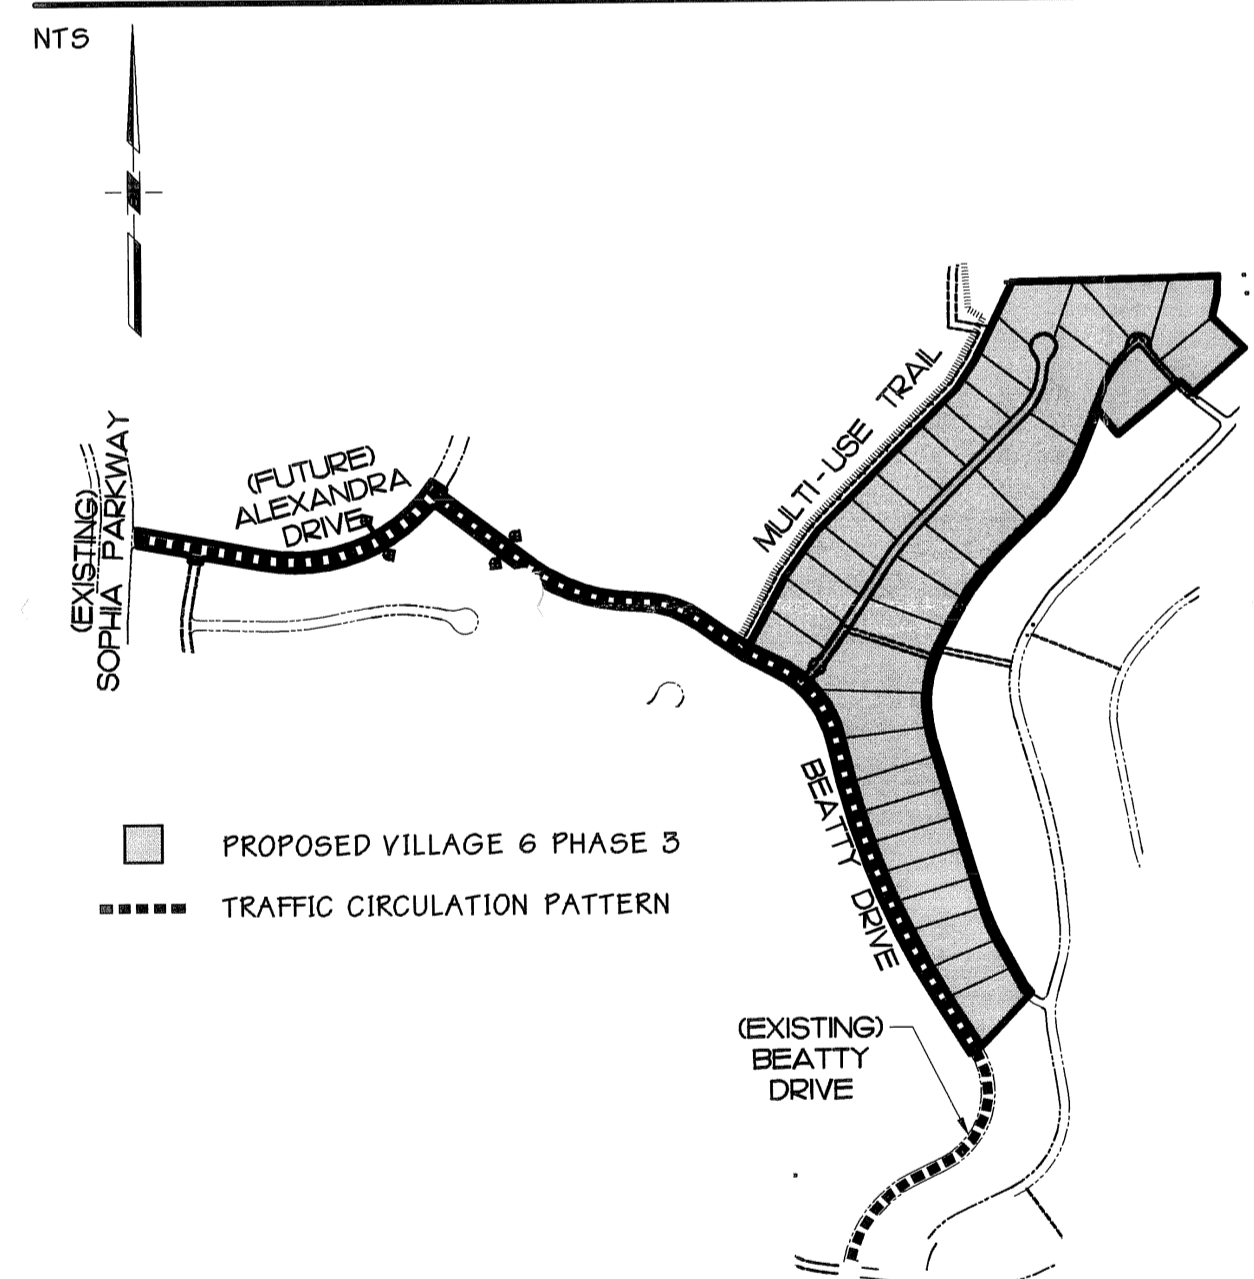 NTS
MULTI-USE TRAIL
(FUTURE)
ALEXANDRA
DRIVE
(EXISTING)
SOPHIA PARKWAY
BEATTY DRIVE
PROPOSED VILLAGE 6 PHASE 3
TRAFFIC CIRCULATION PATTERN
(EXISTING)
BEATTY
DRIVE